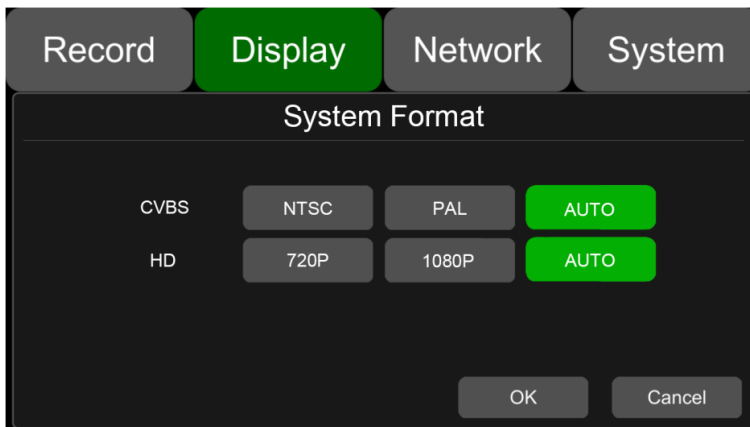 Record Display Network System
System Format
CVBS NTSC PAL AUTO
HD 720P 1080P AUTO
OK Cancel